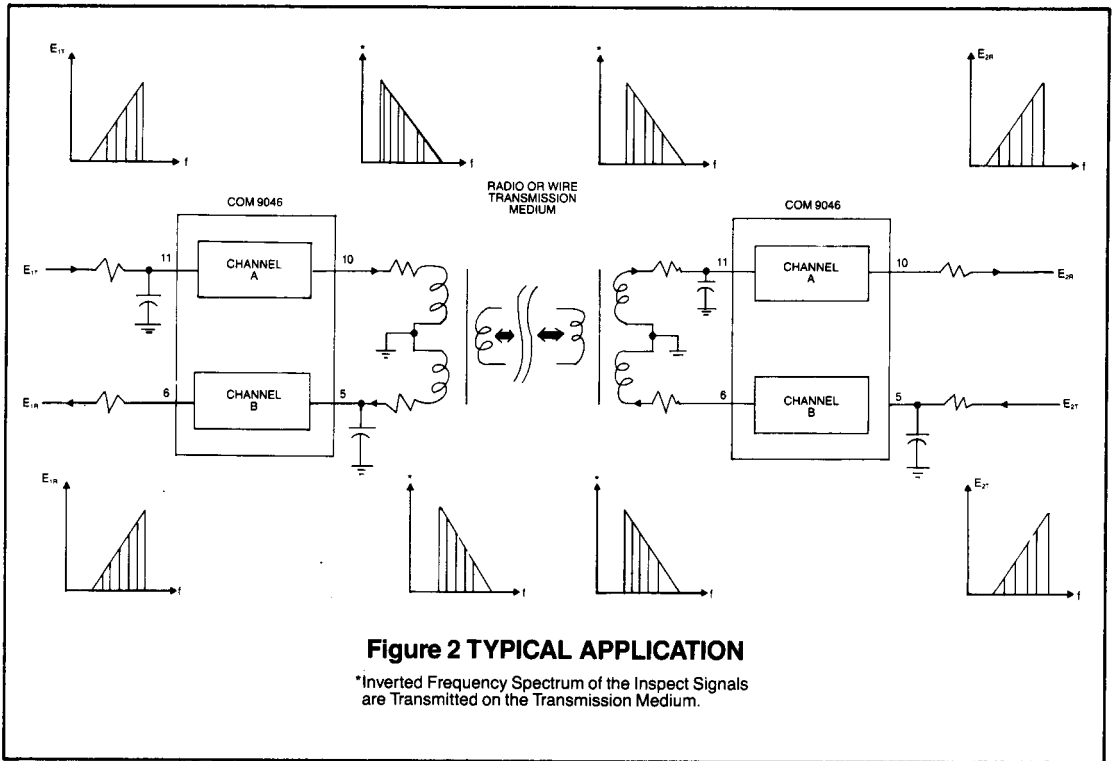 E1T
*
*
E2R
f
f
f
f
RADIO OR WIRE
TRANSMISSION
MEDIUM
COM 9046
COM 9046
E1T
11
CHANNEL
A
10
11
CHANNEL
A
10
E2R
E1R
6
CHANNEL
B
5
6
CHANNEL
B
5
E2T
E1R
*
*
E2T
f
f
f
f
Figure 2 TYPICAL APPLICATION
*Inverted Frequency Spectrum of the Inspect Signals
are Transmitted on the Transmission Medium.